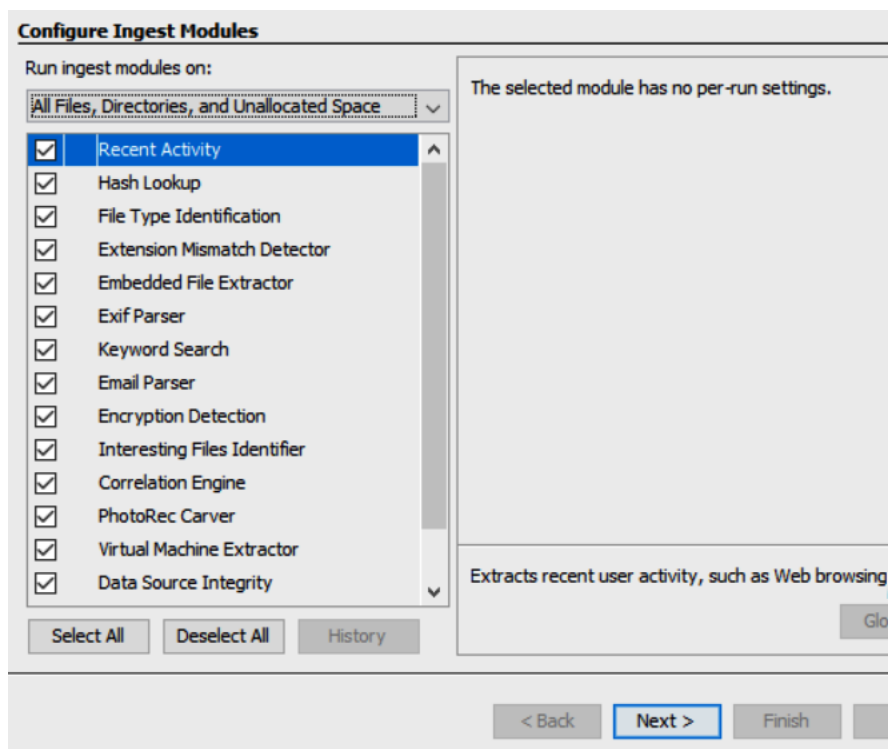 Configure Ingest Modules
Run ingest modules on:
All Files, Directories, and Unallocated Space
Recent Activity
Hash Lookup
File Type Identification
Extension Mismatch Detector
Embedded File Extractor
Exif Parser
Keyword Search
Email Parser
Encryption Detection
Interesting Files Identifier
Correlation Engine
PhotoRec Carver
Virtual Machine Extractor
Data Source Integrity
Select All Deselect All History
The selected module has no per-run settings.
Extracts recent user activity, such as Web browsing,
Glo
< Back Next > Finish